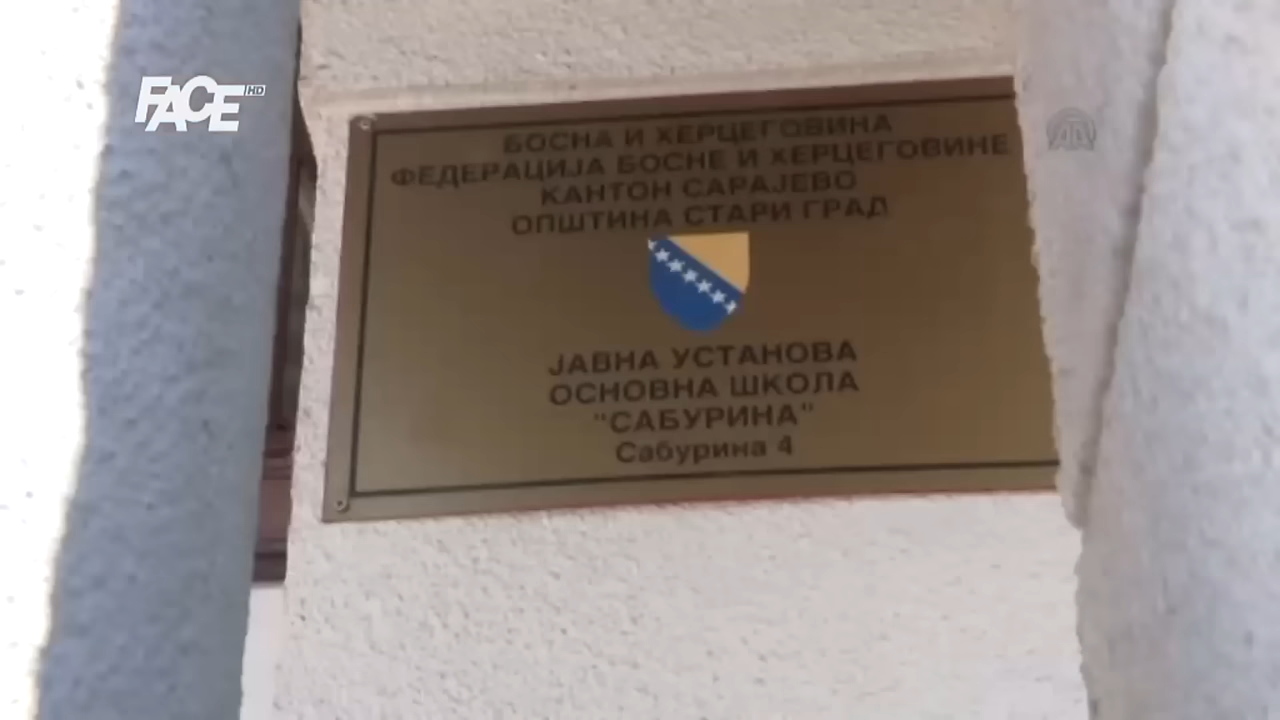 FACE HD
AA
БОСНА И ХЕРЦЕГОВИНА
ФЕДЕРАЦИЈА БОСНЕ И ХЕРЦЕГОВИНЕ
КАНТОН САРАЈЕВО
ОПШТИНА СТАРИ ГРАД
ЈАВНА УСТАНОВА
ОСНОВНА ШКОЛА
"САБУРИНА"
Сабурина 4